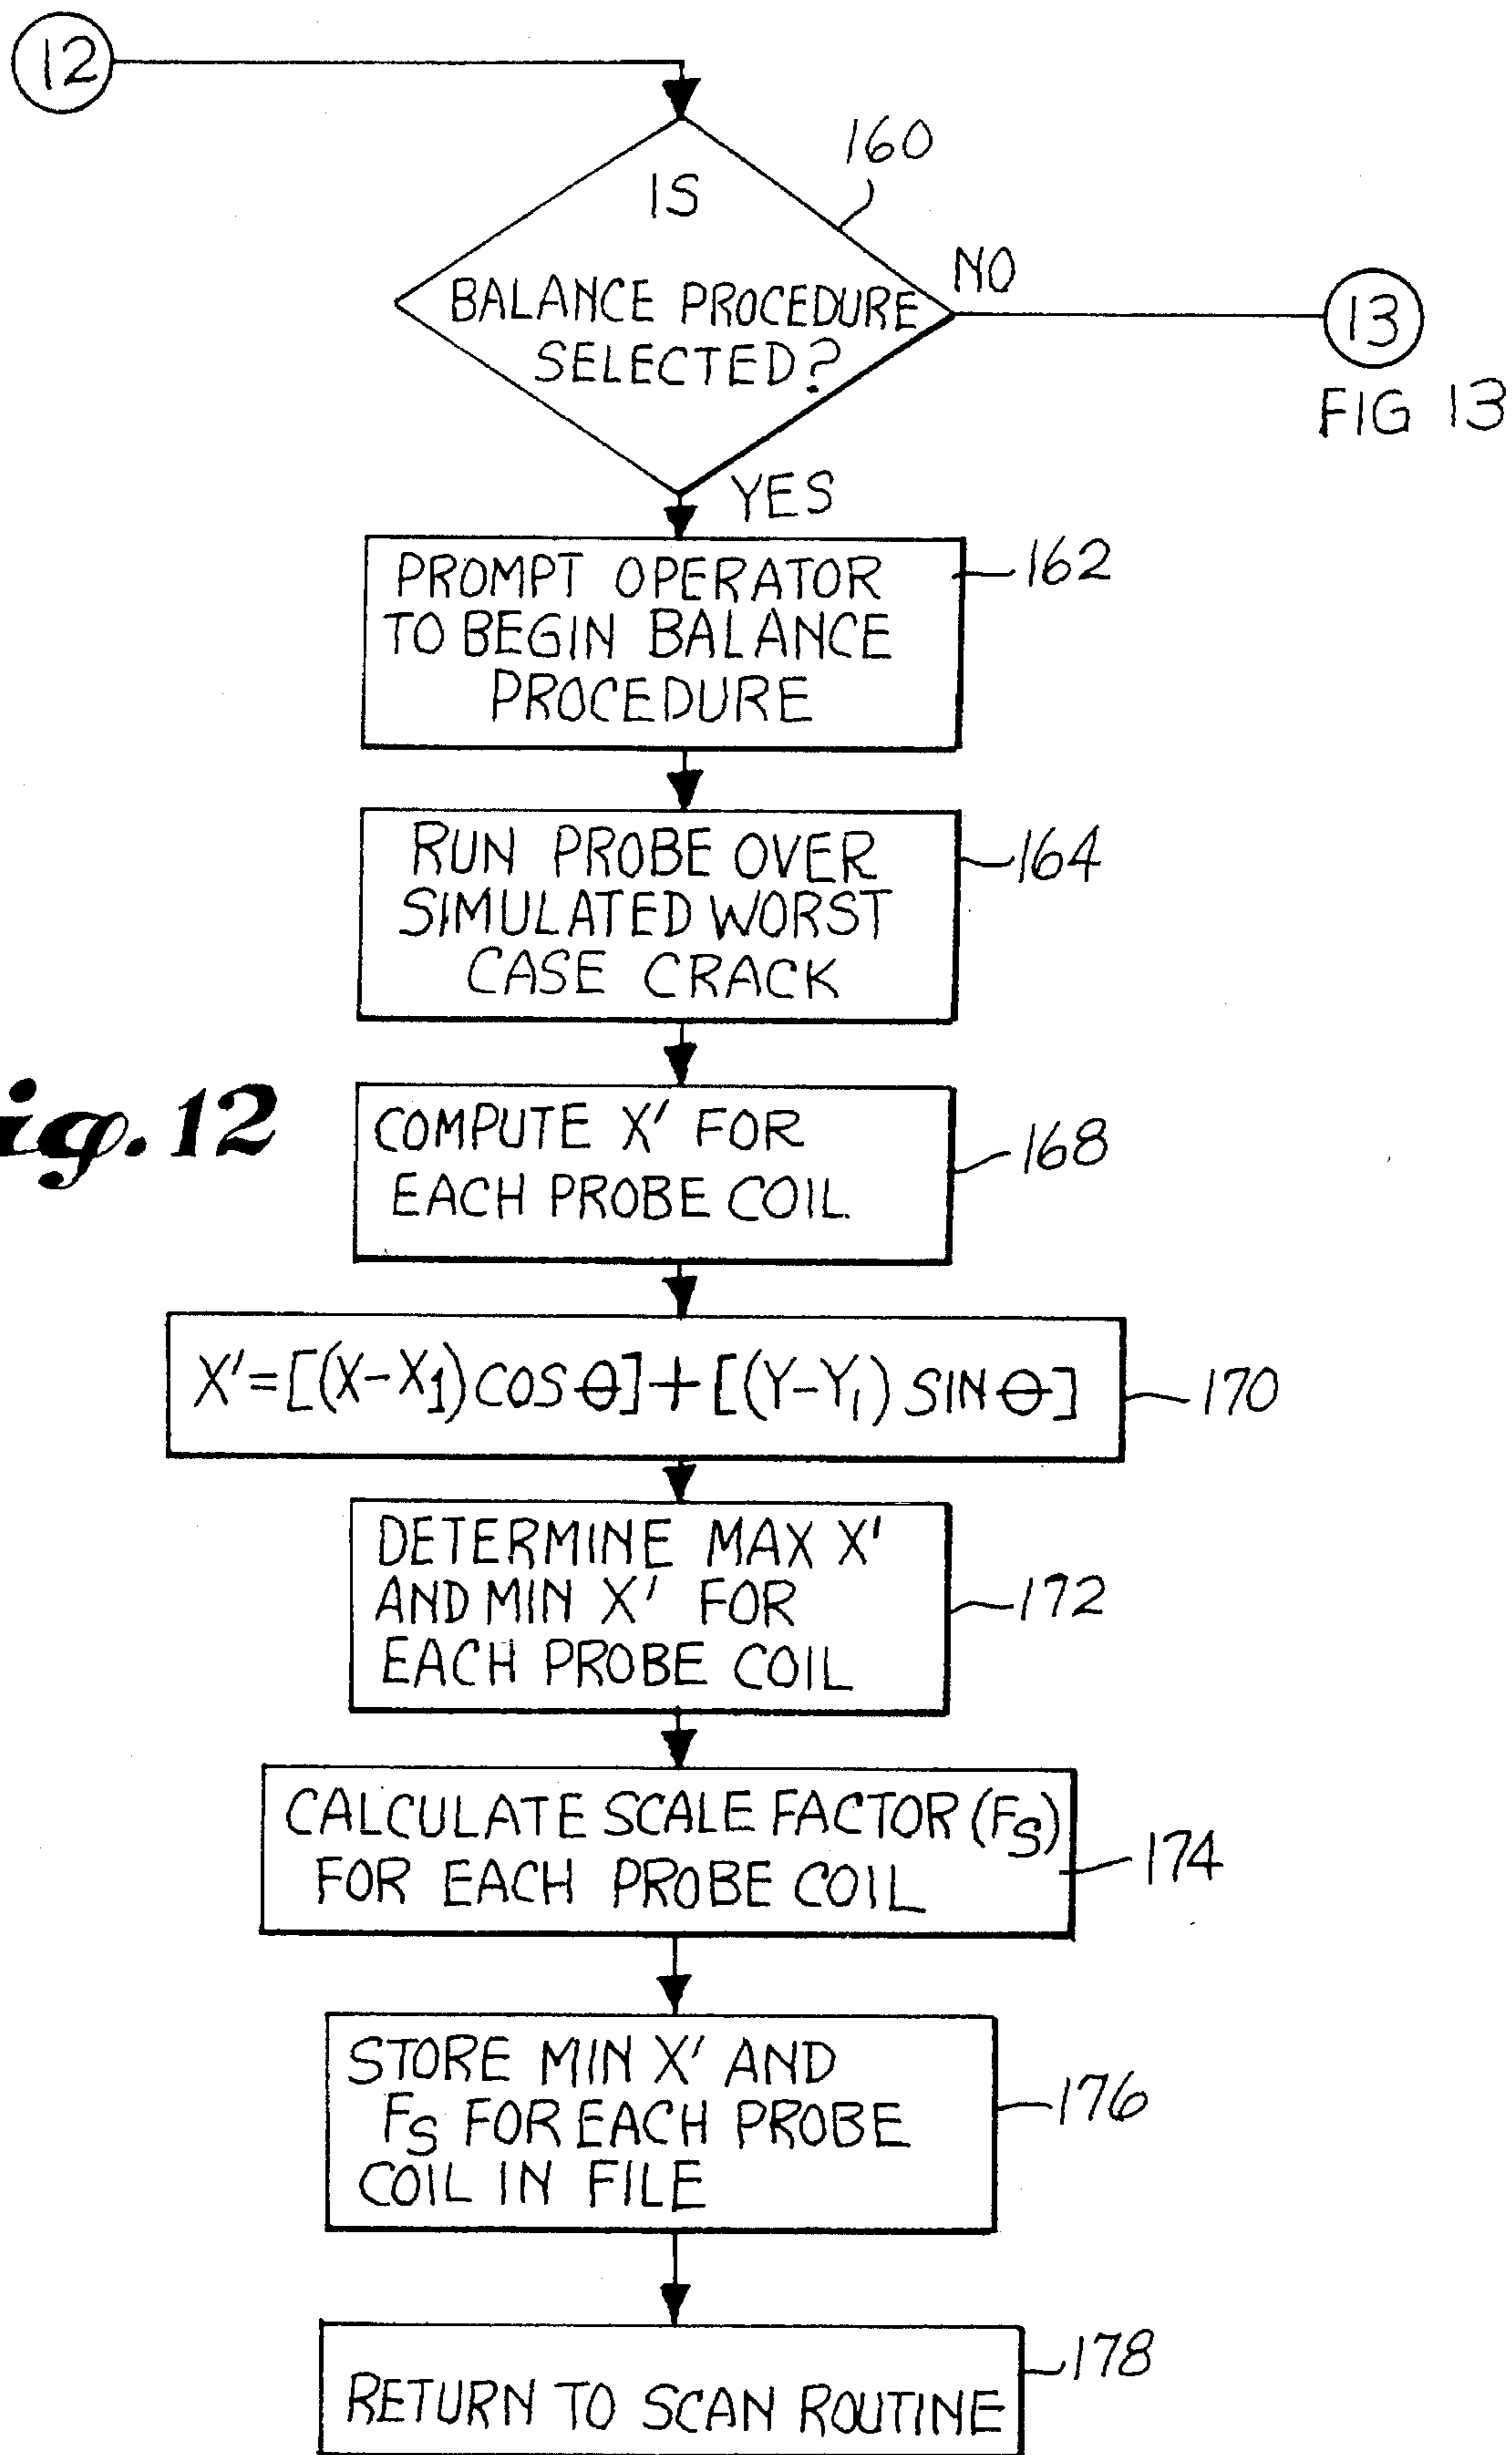 12
160
IS
BALANCE PROCEDURE
SELECTED?
NO
13
FIG 13
YES
PROMPT OPERATOR
TO BEGIN BALANCE
PROCEDURE
162
RUN PROBE OVER
SIMULATED WORST
CASE CRACK
164
ig. 12
COMPUTE X' FOR
EACH PROBE COIL.
168
X'=[(X-X1)COS θ]+[(Y-Y1) SIN θ]
170
DETERMINE MAX X'
AND MIN X' FOR
EACH PROBE COIL
172
CALCULATE SCALE FACTOR (FS)
FOR EACH PROBE COIL
174
STORE MIN X' AND
FS FOR EACH PROBE
COIL IN FILE
176
RETURN TO SCAN ROUTINE
178